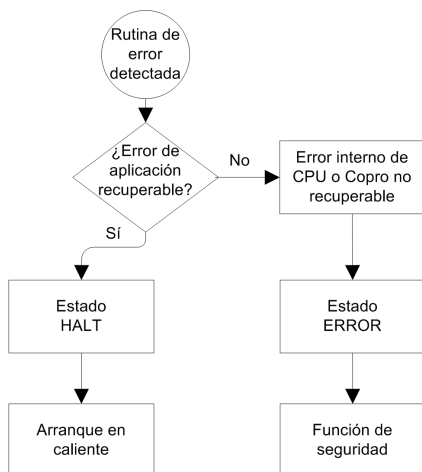 Rutina de
error
detectada
¿Error de
aplicación
recuperable?
No
Error interno de
CPU o Copro no
recuperable
Sí
Estado
HALT
Estado
ERROR
Arranque en
caliente
Función de
seguridad